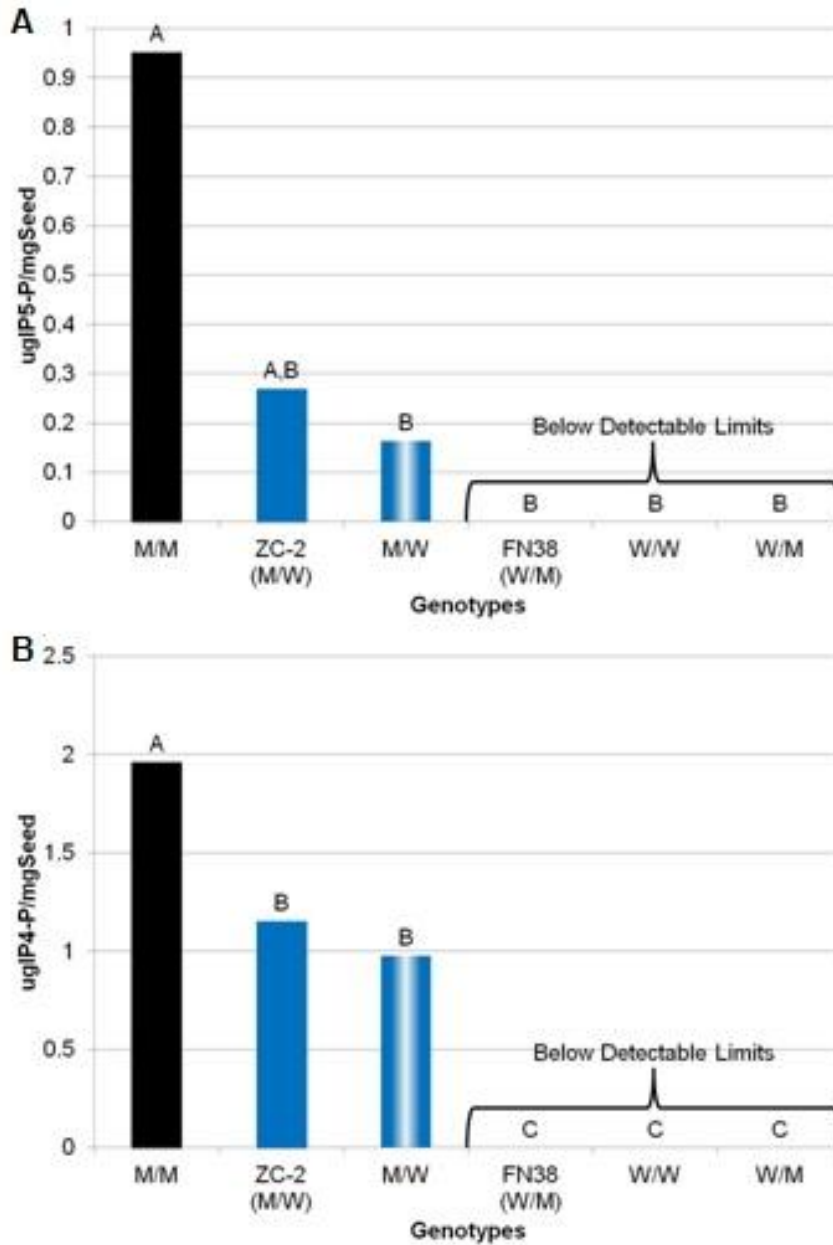 A
1
A
0.9
0.8
0.7
0.6
0.5
0.4
0.3
0.2
0.1
0
ugIP5-P/mgSeed
A,B
B
Below Detectable Limits
B B B
M/M ZC-2 M/W FN38 W/W W/M
(M/W) (W/M)
Genotypes
B
2.5
2
1.5
1
0.5
0
ugIP4-P/mgSeed
A
B
B
Below Detectable Limits
C C C
M/M ZC-2 M/W FN38 W/W W/M
(M/W) (W/M)
Genotypes